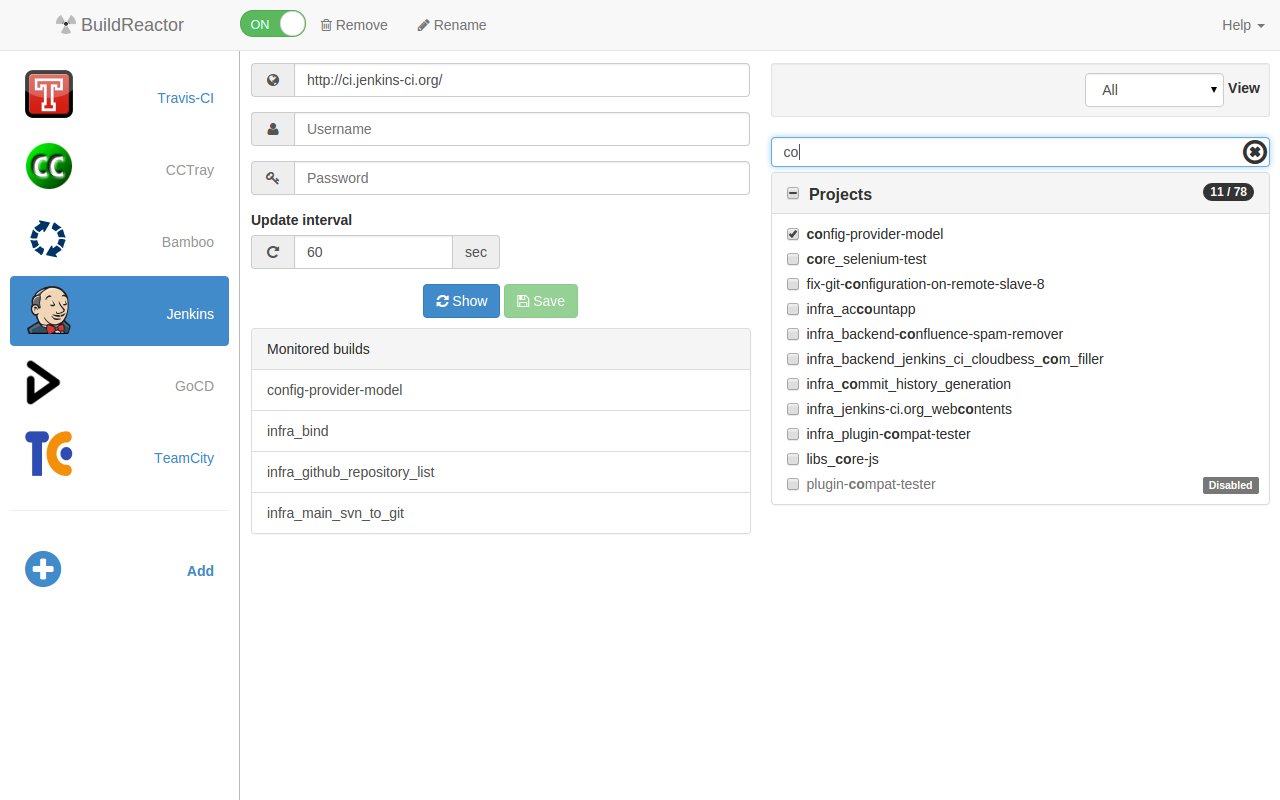 BuildReactor
ON
Remove
Rename
Help
Travis-CI
CCTray
Bamboo
Jenkins
GoCD
TeamCity
Add
http://ci.jenkins-ci.org/
Username
Password
Update interval
60
sec
Show
Save
Monitored builds
config-provider-model
infra_bind
infra_github_repository_list
infra_main_svn_to_git
All
View
co
Projects
11 / 78
config-provider-model
core_selenium-test
fix-git-configuration-on-remote-slave-8
infra_accountapp
infra_backend-confluence-spam-remover
infra_backend_jenkins_ci_cloudbess_com_filler
infra_commit_history_generation
infra_jenkins-ci.org_webcontents
infra_plugin-compat-tester
libs_core-js
plugin-compat-tester
Disabled